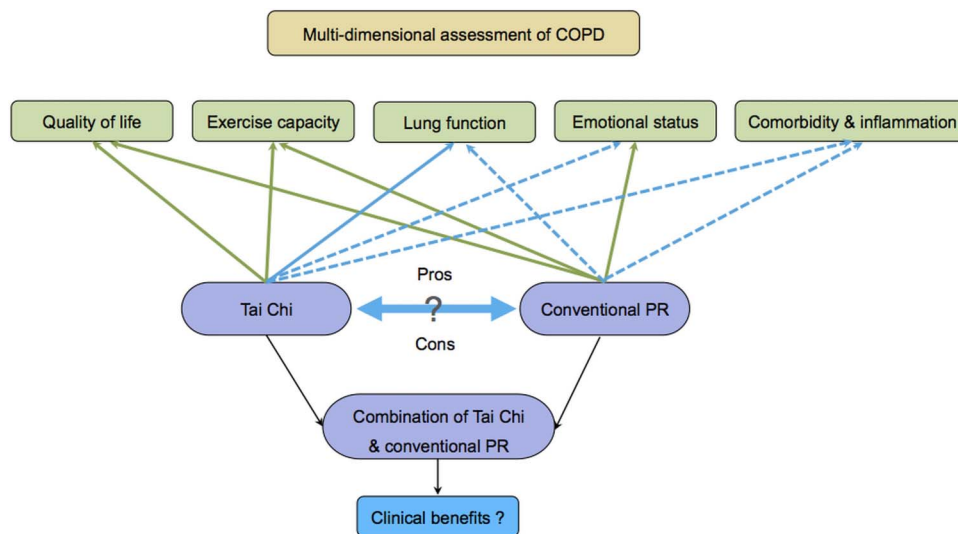 Multi-dimensional assessment of COPD
Quality of life
Exercise capacity
Lung function
Emotional status
Comorbidity & inflammation
Pros
Tai Chi
?
Conventional PR
Cons
Combination of Tai Chi
& conventional PR
Clinical benefits ?